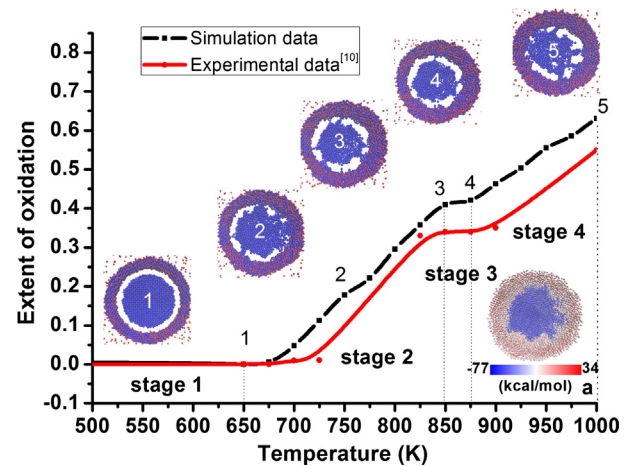 Extent of oxidation
0.8
0.7
0.6
0.5
0.4
0.3
0.2
0.1
0.0
-0.1
Simulation data
Experimental data[10]
1
2
3
4
5
1
2
3
4
5
stage 1
stage 2
stage 3
stage 4
-77
34
(kcal/mol)
a
500 550 600 650 700 750 800 850 900 950 1000
Temperature (K)